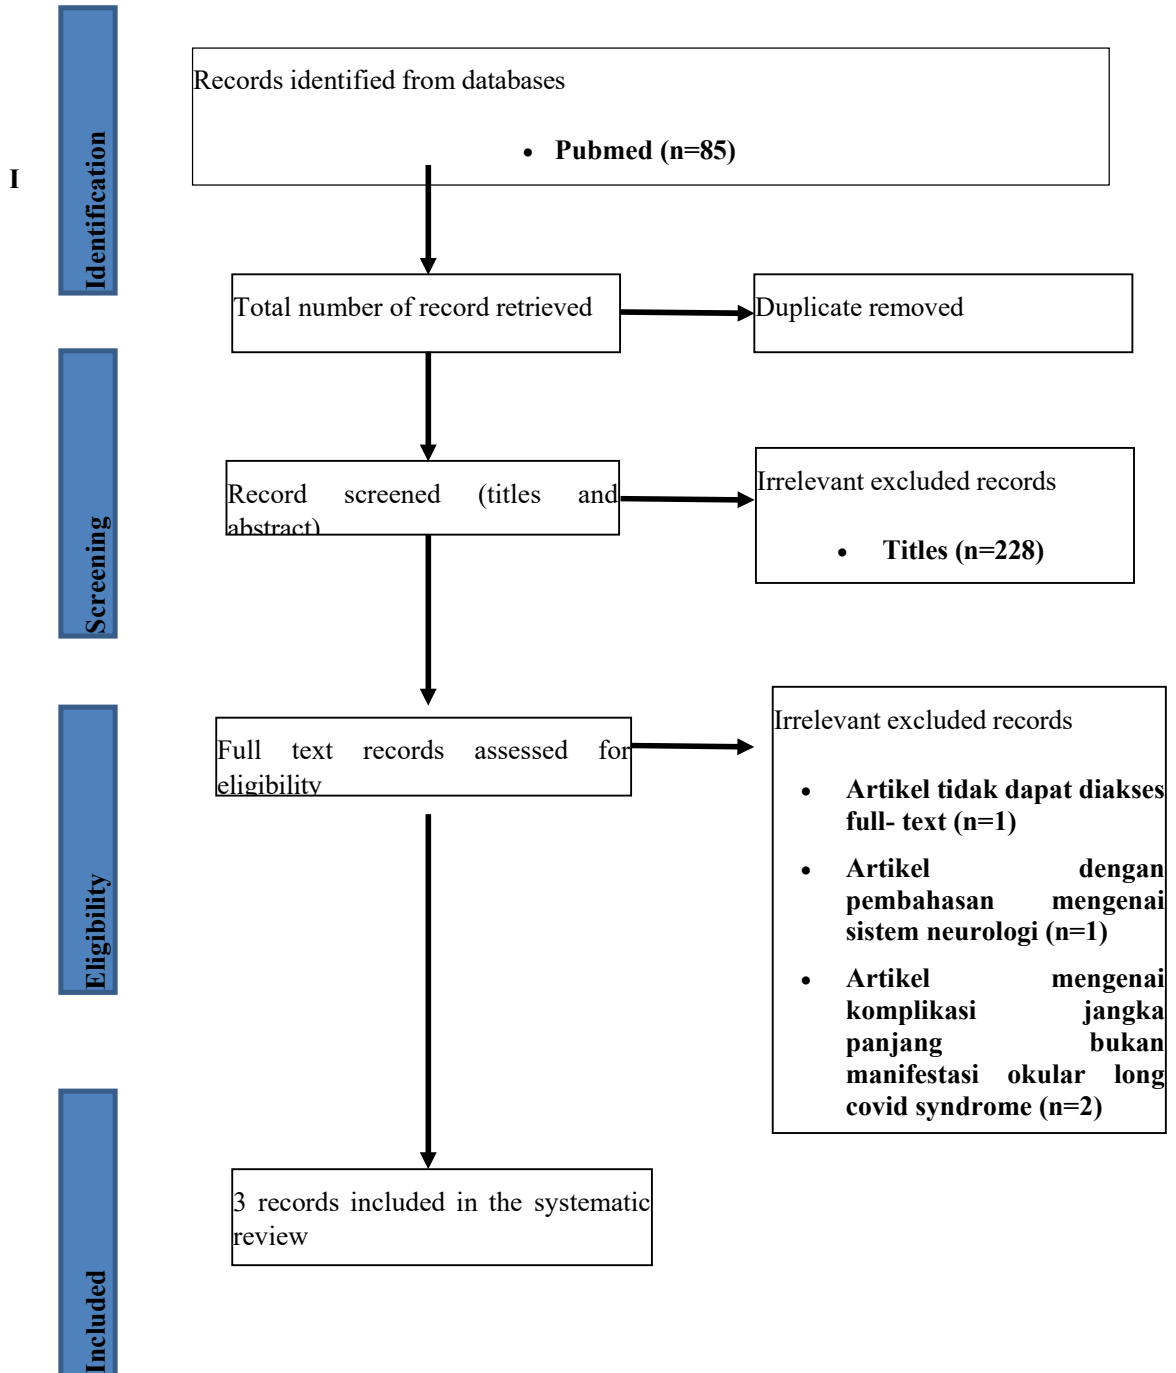 I
Identification
Records identified from databases
• Pubmed (n=85)
Total number of record retrieved
Duplicate removed
Screening
Record screened (titles and
abstract)
Irrelevant excluded records
• Titles (n=228)
Eligibility
Full text records assessed for
eligibility
Irrelevant excluded records
• Artikel tidak dapat diakses
full- text (n=1)
• Artikel dengan
pembahasan mengenai
sistem neurologi (n=1)
• Artikel mengenai
komplikasi jangka
panjang bukan
manifestasi okular long
covid syndrome (n=2)
Included
3 records included in the systematic
review